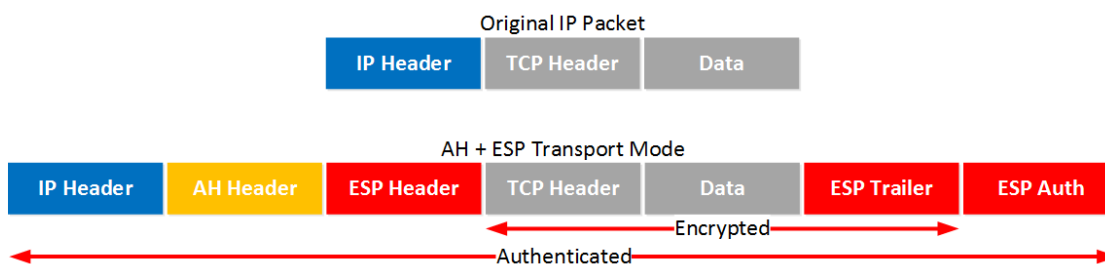 Original IP Packet
IP Header TCP Header Data
AH + ESP Transport Mode
IP Header AH Header ESP Header TCP Header Data ESP Trailer ESP Auth
Encrypted
Authenticated